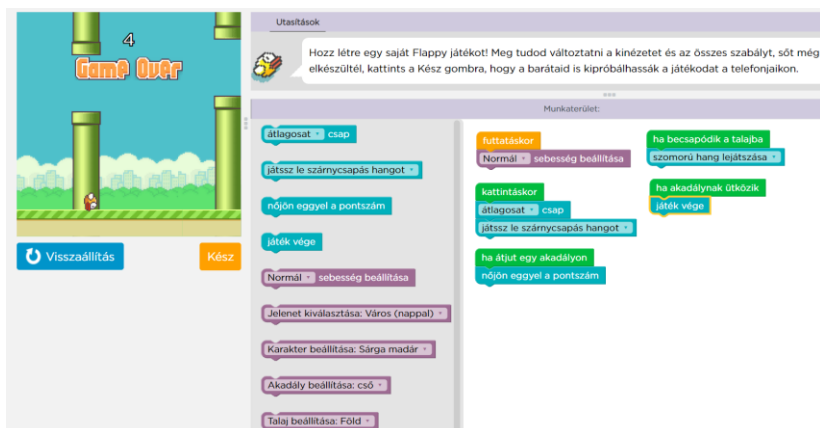 4
Game Over
Visszaállítás
Kész
Utasítások
Hozz létre egy saját Flappy játékot! Meg tudod változtatni a kinézetet és az összes szabályt, sőt még
elkészültél, kattints a Kész gombra, hogy a barátaid is kipróbálhassák a játékodat a telefonjaikon.
Munkaterület:
átlagosat csap
játssz le szárnycsapás hangot
nőjön eggyel a pontszám
játék vége
Normál sebesség beállítása
Jelenet kiválasztása: Város (nappal)
Karakter beállítása: Sárga madár
Akadály beállítása: cső
Talaj beállítása: Föld
futtatáskor
Normál sebesség beállítása
kattintáskor
átlagosat csap
játssz le szárnycsapás hangot
ha átjut egy akadályon
nőjön eggyel a pontszám
ha becsapódik a talajba
szomorú hang lejátszása
ha akadálynak ütközik
játék vége